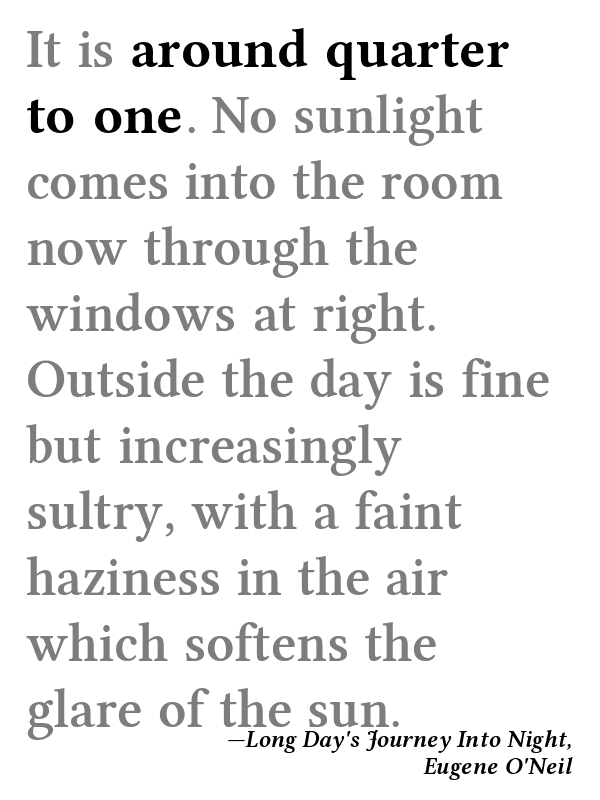 It is around quarter
to one. No sunlight
comes into the room
now through the
windows at right.
Outside the day is fine
but increasingly
sultry, with a faint
haziness in the air
which softens the
glare of the sun.
—Long Day's Journey Into Night,
Eugene O'Neil